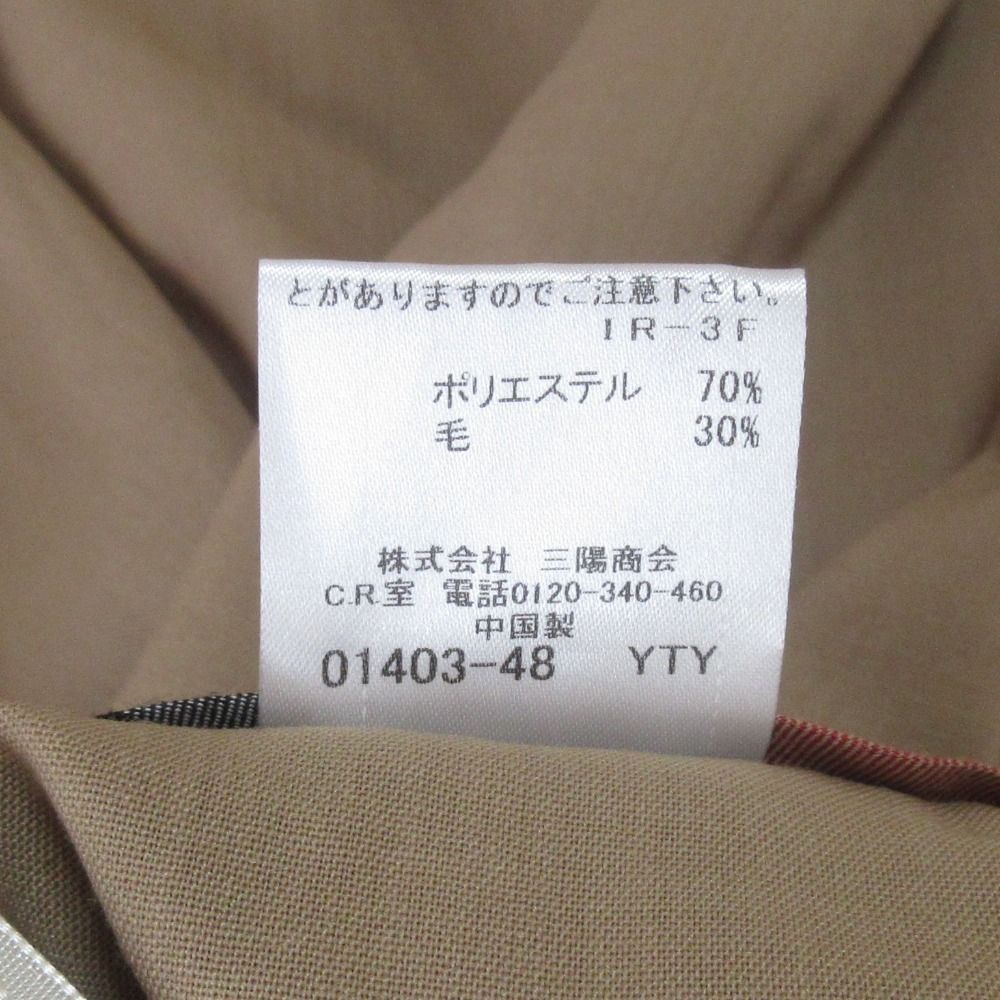 とがありますのでご注意下さい。
IR-3F
ポリエステル 70%
毛 30%
株式会社 三陽商会
C.R.室 電話0120-340-460
中国製
01403-48 YTY